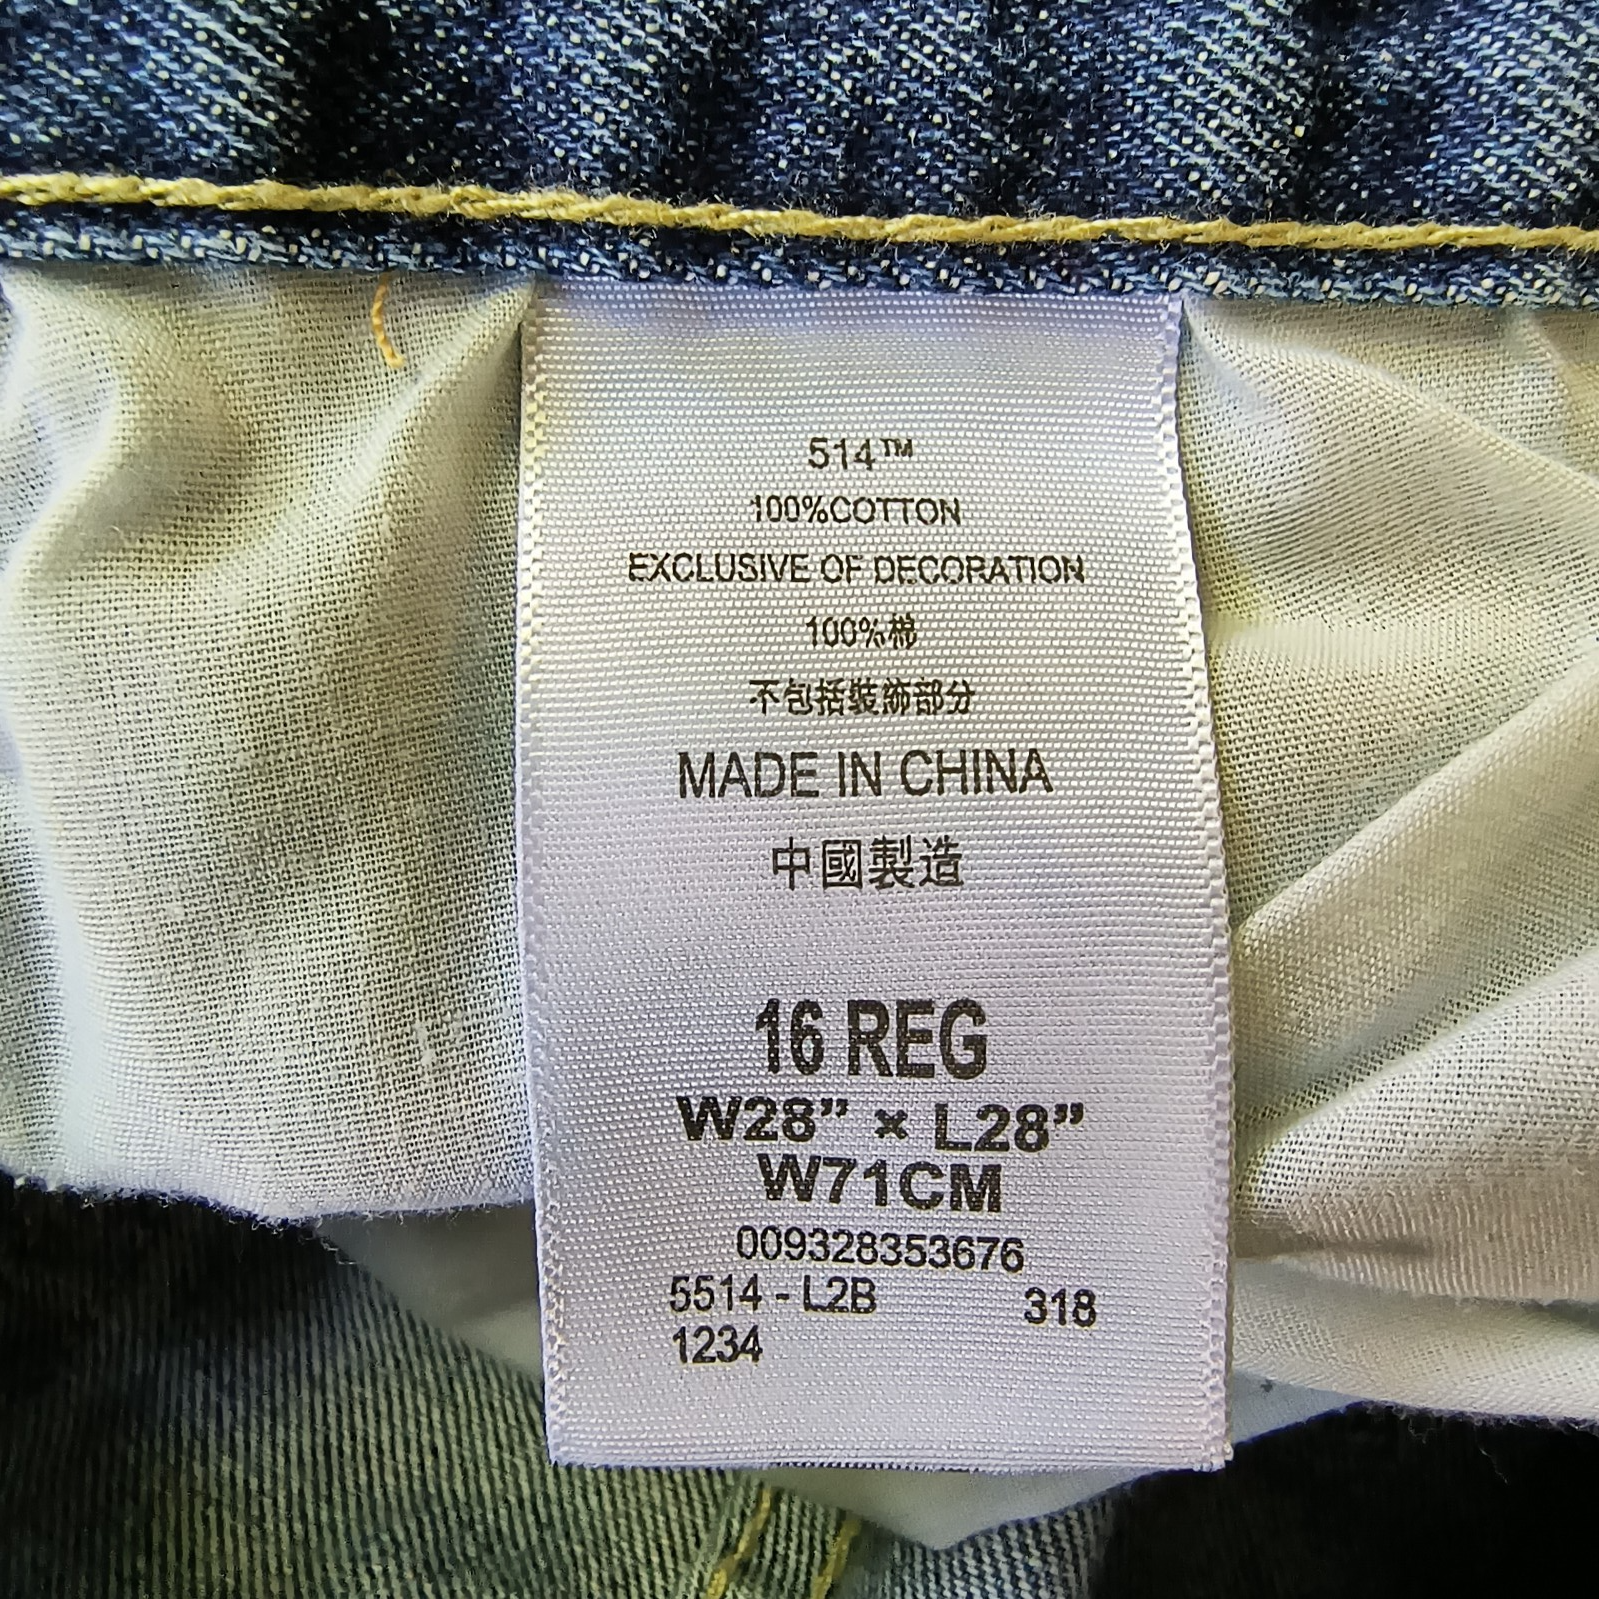 514™
100%COTTON
EXCLUSIVE OF DECORATION
100%棉
不包括裝飾部分
MADE IN CHINA
中國製造
16 REG
W28” × L28”
W71CM
009328353676
5514 - L2B 318
1234